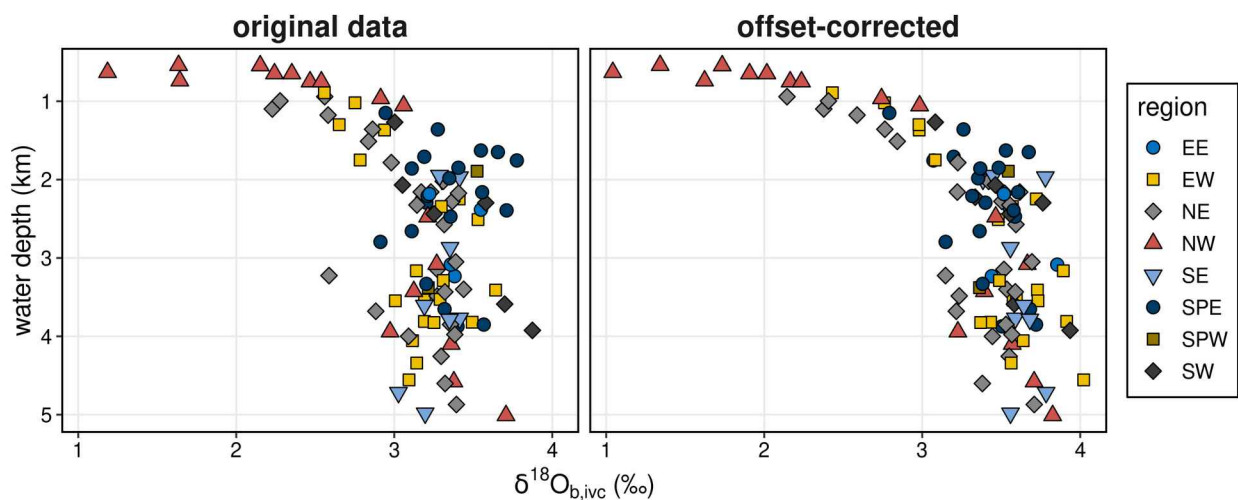 original data
offset-corrected
water depth (km)
1
2
3
4
5
1 2 3 4
1 2 3 4
δ¹⁸O_b,ivc (‰)
region
EE
EW
NE
NW
SE
SPE
SPW
SW